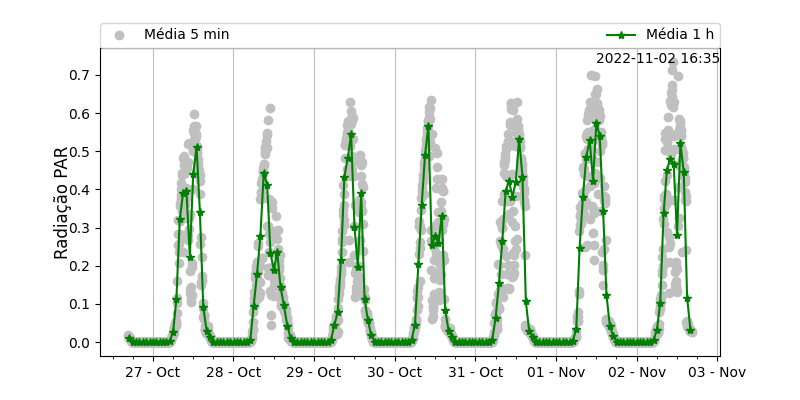 Média 5 min
Média 1 h
2022-11-02 16:35
Radiação PAR
0.7
0.6
0.5
0.4
0.3
0.2
0.1
0.0
27 - Oct
28 - Oct
29 - Oct
30 - Oct
31 - Oct
01 - Nov
02 - Nov
03 - Nov